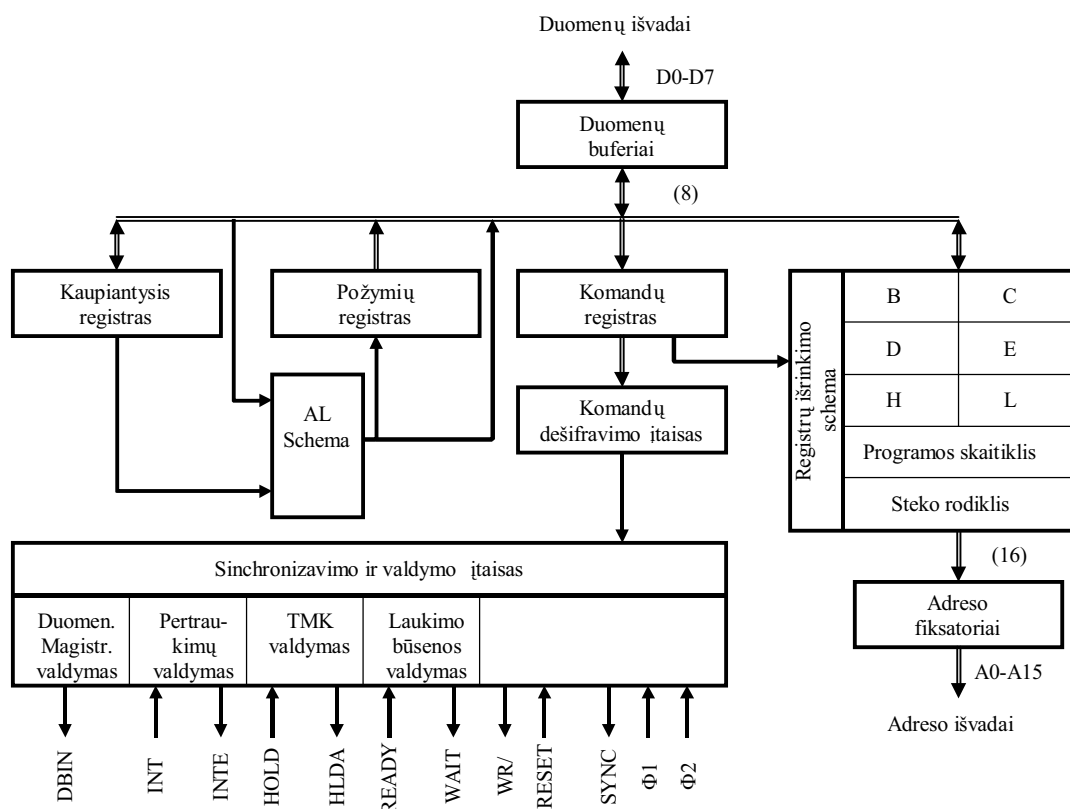 Duomenų išvadai
D0-D7
Duomenų
buferiai
(8)
Kaupiantysis
registras
Požymių
registras
Komandų
registras
Registrų išrinkimo
schema
B
C
D
E
H
L
Programos skaitiklis
Steko rodiklis
AL
Schema
Komandų
dešifravimo įtaisas
Sinchronizavimo ir valdymo įtaisas
(16)
Duomen.
Magistr.
valdymas
Pertrau-
kimų
valdymas
TMK
valdymas
Laukimo
būsenos
valdymas
Adreso
fiksatoriai
A0-A15
Adreso išvadai
DBIN
INT
INTE
HOLD
HLDA
READY
WAIT
WR/
RESET
SYNC
Φ1
Φ2